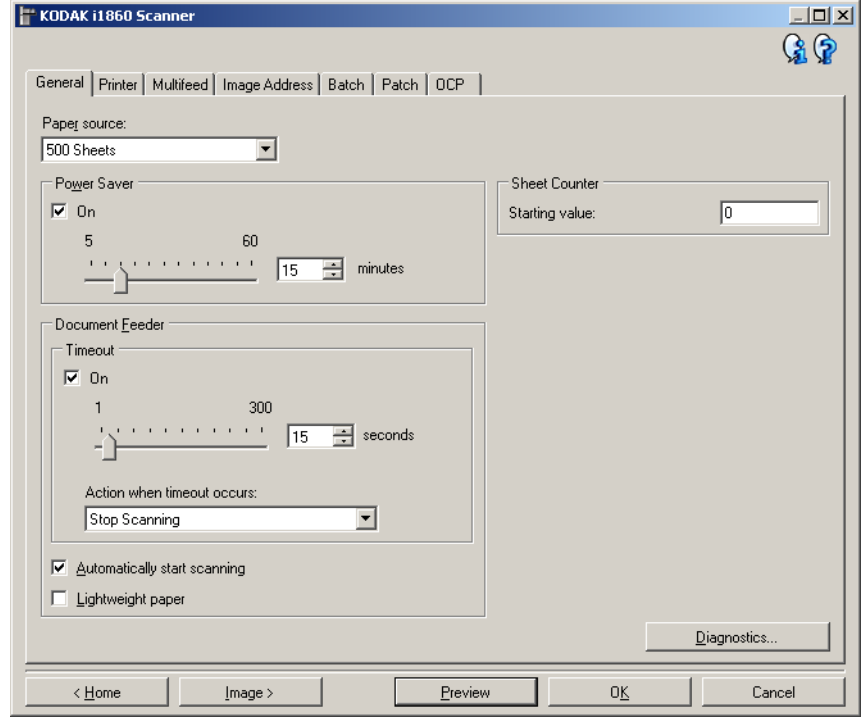 KODAK i1860 Scanner
General Printer Multifeed Image Address Batch Patch OCP
Paper source:
500 Sheets
Power Saver
On
5 60
15 minutes
Sheet Counter
Starting value: 0
Document Feeder
Timeout
On
1 300
15 seconds
Action when timeout occurs:
Stop Scanning
Automatically start scanning
Lightweight paper
Diagnostics...
< Home Image > Preview OK Cancel